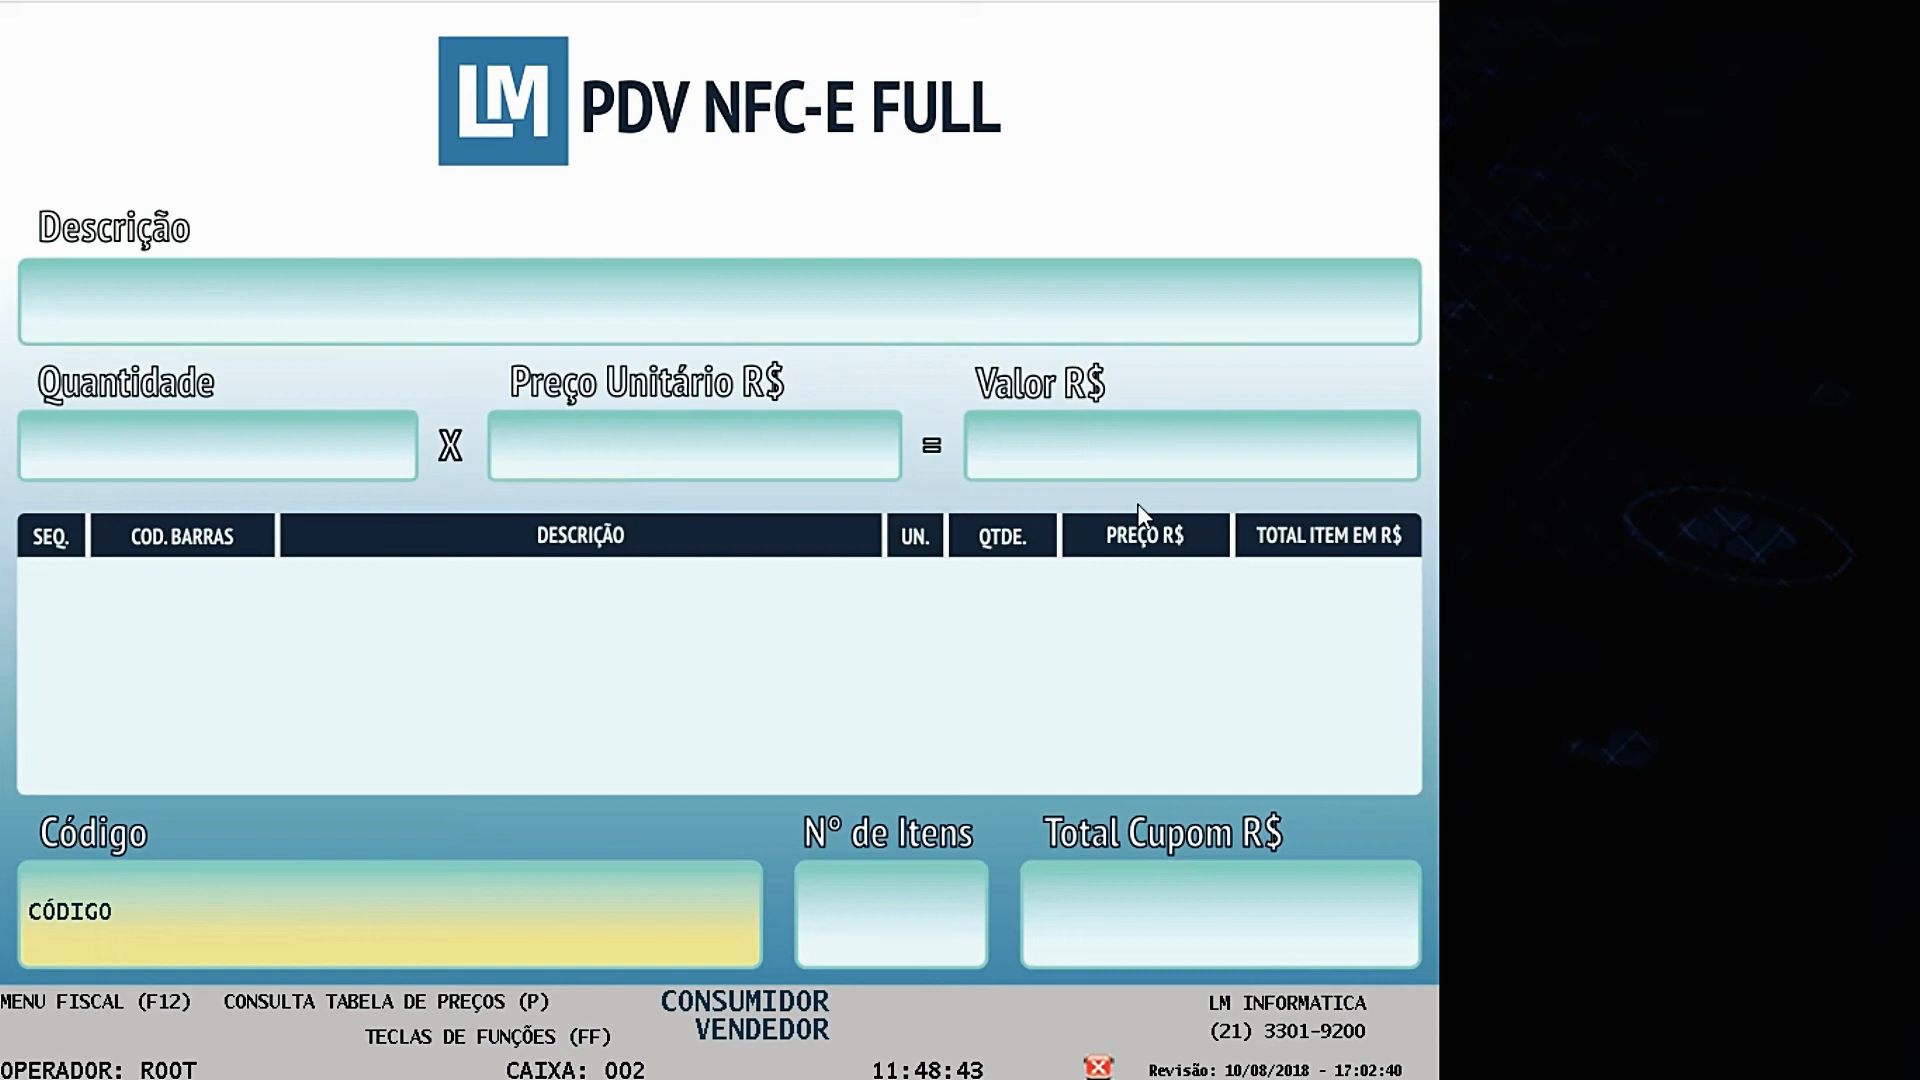 LM PDV NFC-E FULL
Descrição
Quantidade Preço Unitário R$ Valor R$
X =
SEQ. COD. BARRAS DESCRIÇÃO UN. QTDE. PREÇO R$ TOTAL ITEM EM R$
Código Nº de Itens Total Cupom R$
CÓDIGO
MENU FISCAL (F12) CONSULTA TABELA DE PREÇOS (P) CONSUMIDOR LM INFORMATICA
TECLAS DE FUNÇÕES (FF) VENDEDOR (21) 3301-9200
OPERADOR: ROOT CAIXA: 002 11:48:43 Revisão: 10/08/2018 - 17:02:40